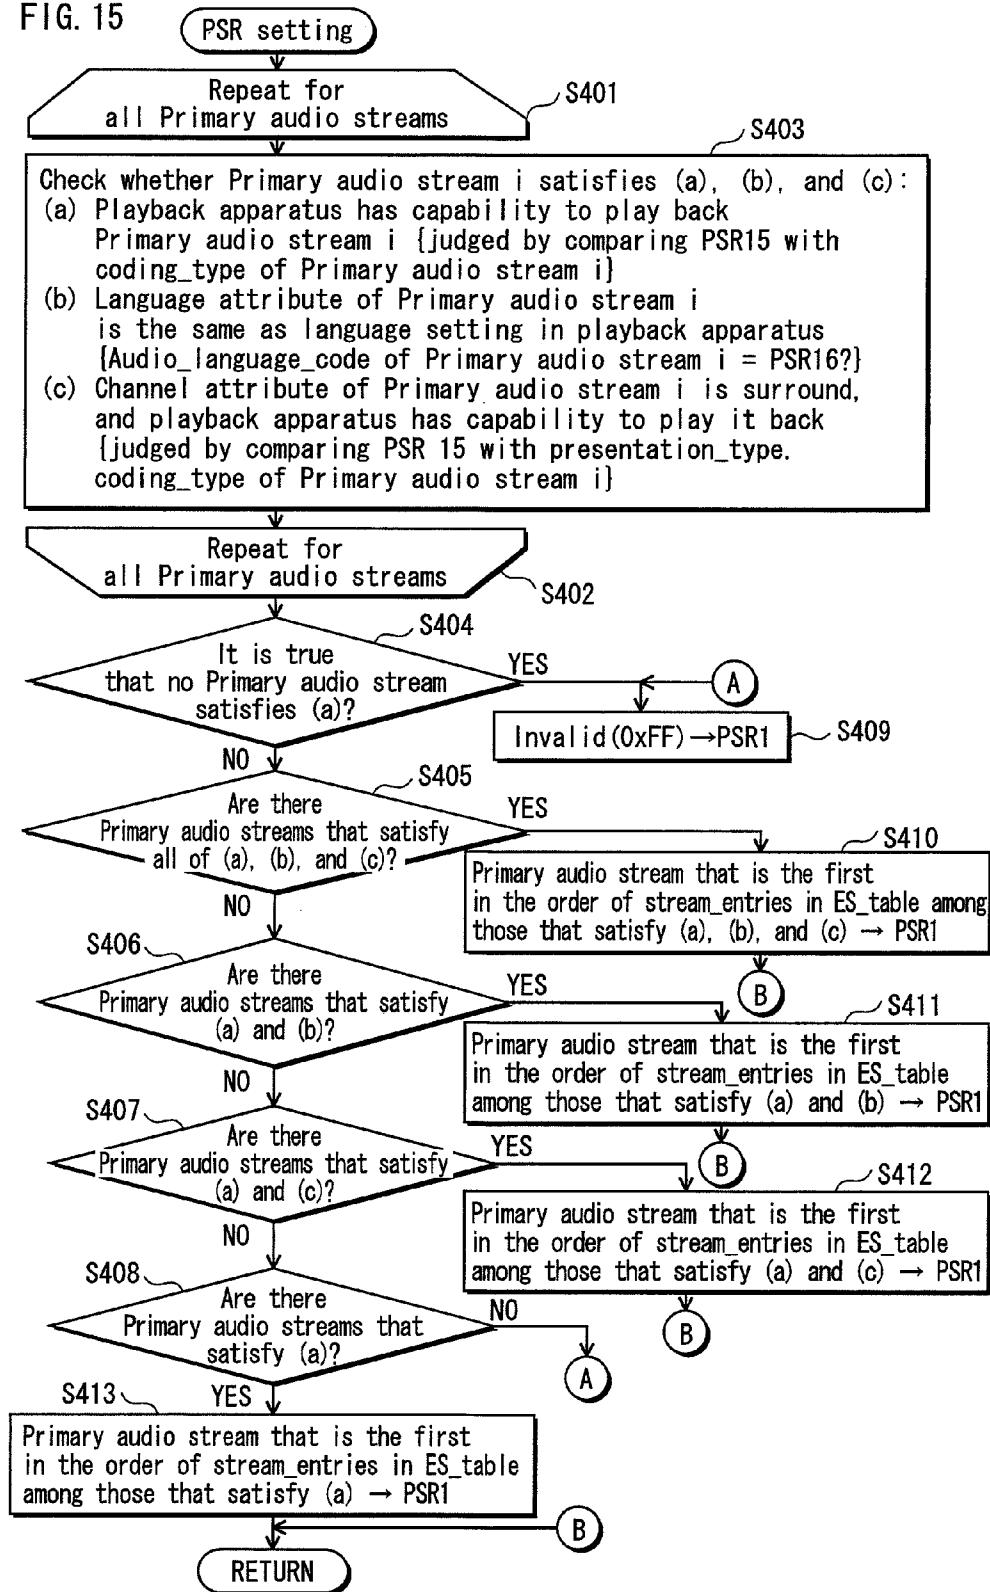 FIG. 15
PSR setting
Repeat for
all Primary audio streams
S401
S403
Check whether Primary audio stream i satisfies (a), (b), and (c):
(a) Playback apparatus has capability to play back
Primary audio stream i {judged by comparing PSR15 with
coding_type of Primary audio stream i}
(b) Language attribute of Primary audio stream i
is the same as language setting in playback apparatus
{Audio_language_code of Primary audio stream i = PSR16?}
(c) Channel attribute of Primary audio stream i is surround,
and playback apparatus has capability to play it back
{judged by comparing PSR 15 with presentation_type.
coding_type of Primary audio stream i}
Repeat for
all Primary audio streams
S402
S404
It is true
that no Primary audio stream
satisfies (a)?
YES
A
Invalid(0xFF)→PSR1
S409
NO
S405
Are there
Primary audio streams that satisfy
all of (a), (b), and (c)?
YES
S410
Primary audio stream that is the first
in the order of stream_entries in ES_table among
those that satisfy (a), (b), and (c) → PSR1
B
NO
S406
Are there
Primary audio streams that satisfy
(a) and (b)?
YES
S411
Primary audio stream that is the first
in the order of stream_entries in ES_table
among those that satisfy (a) and (b) → PSR1
B
NO
S407
Are there
Primary audio streams that satisfy
(a) and (c)?
YES
S412
Primary audio stream that is the first
in the order of stream_entries in ES_table
among those that satisfy (a) and (c) → PSR1
B
NO
S408
Are there
Primary audio streams that
satisfy (a)?
NO
A
YES
S413
Primary audio stream that is the first
in the order of stream_entries in ES_table
among those that satisfy (a) → PSR1
B
RETURN